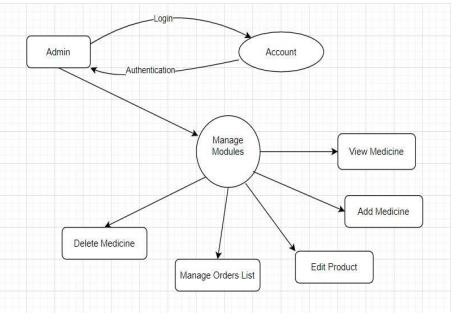 Login
Admin
Account
Authentication
Manage
Modules
View Medicine
Add Medicine
Delete Medicine
Edit Product
Manage Orders List